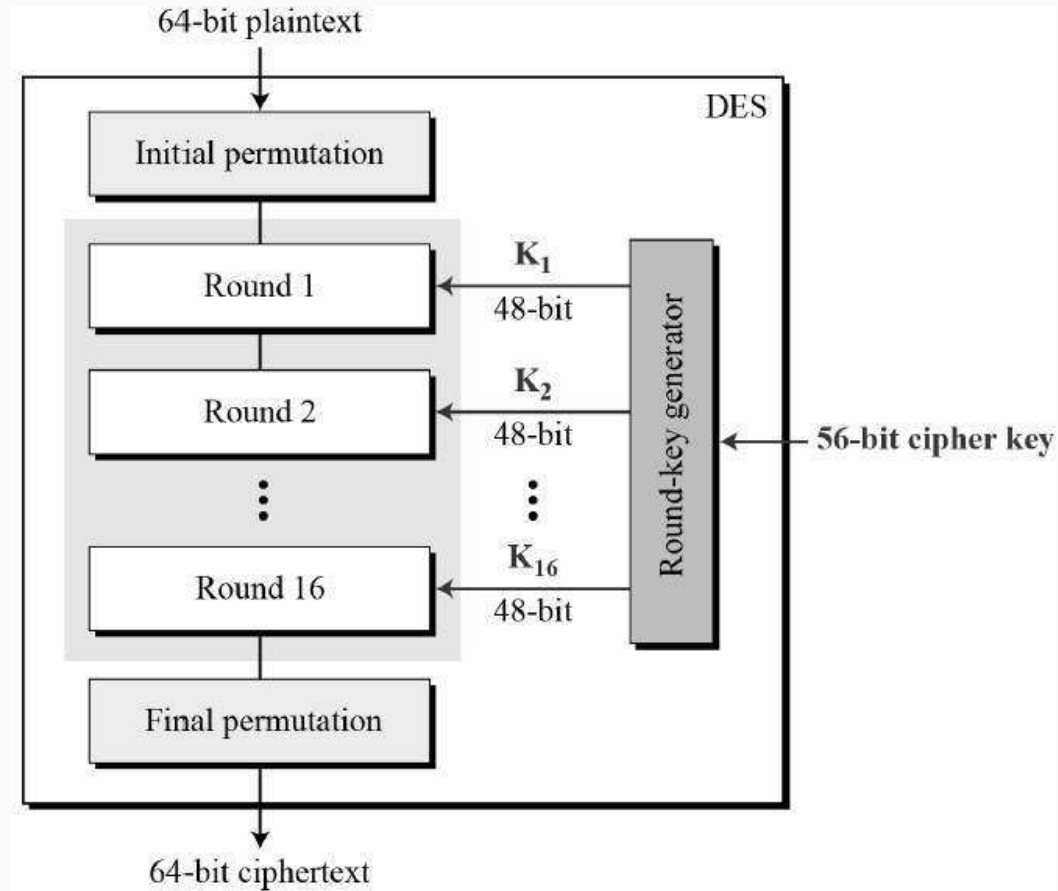 64-bit plaintext
DES
Initial permutation
Round 1
K1
48-bit
Round 2
K2
48-bit
Round-key generator
56-bit cipher key
Round 16
K16
48-bit
Final permutation
64-bit ciphertext